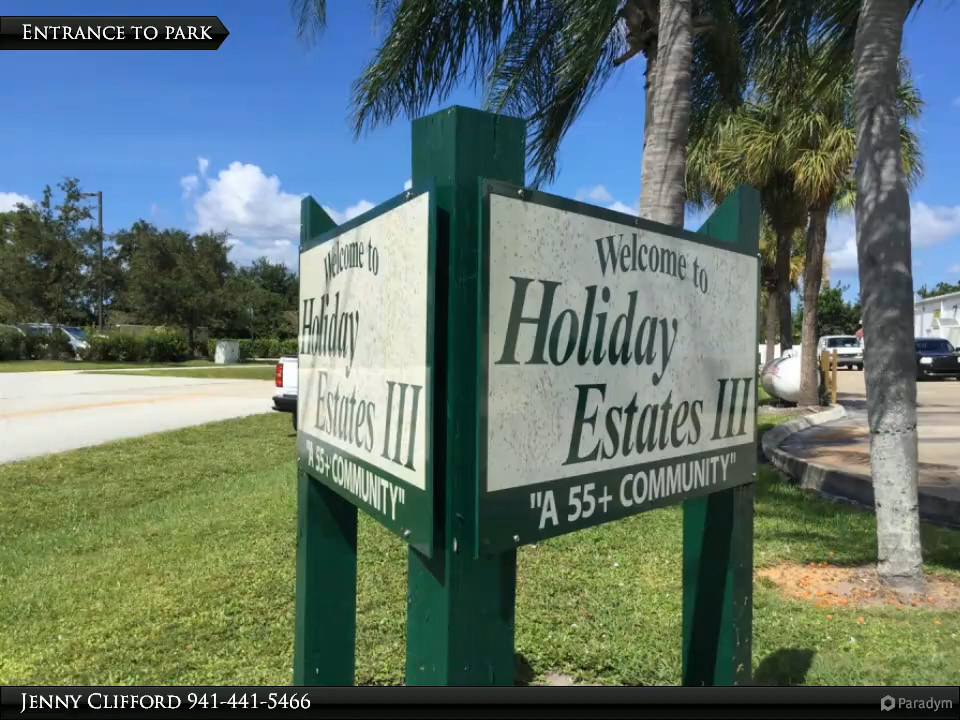 ENTRANCE TO PARK
Welcome to
Holiday
Estates III
"A 55+ COMMUNITY"
Welcome to
Holiday
Estates III
"A 55+ COMMUNITY"
JENNY CLIFFORD 941-441-5466
Paradym